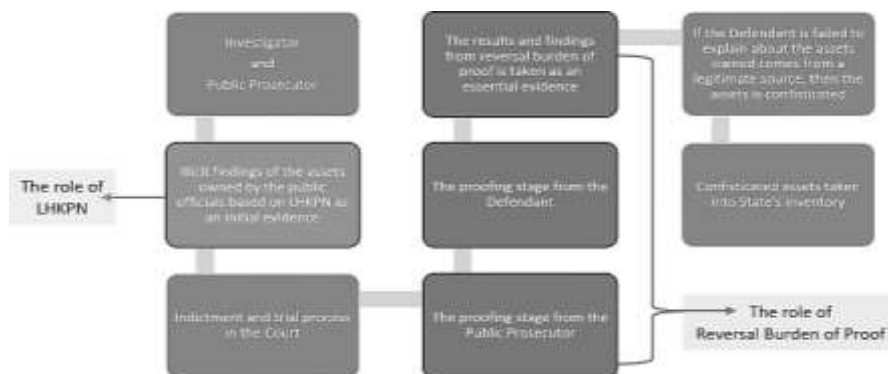 Investigator
and
Public Prosecutor
Illicit findings of the assets
owned by the public
officials based on LHKPN as
an initial evidence
Indictment and trial process
in the Court
The role of
LHKPN
The results and findings
from reversal burden of
proof is taken as an
essential evidence
The proofing stage from the
Defendant
The proofing stage from the
Public Prosecutor
If the Defendant is failed to
explain about the assets
owned comes from a
legitimate source, then the
assets is confisticated
Confisticated assets taken
into State's inventory
The role of
Reversal Burden of Proof